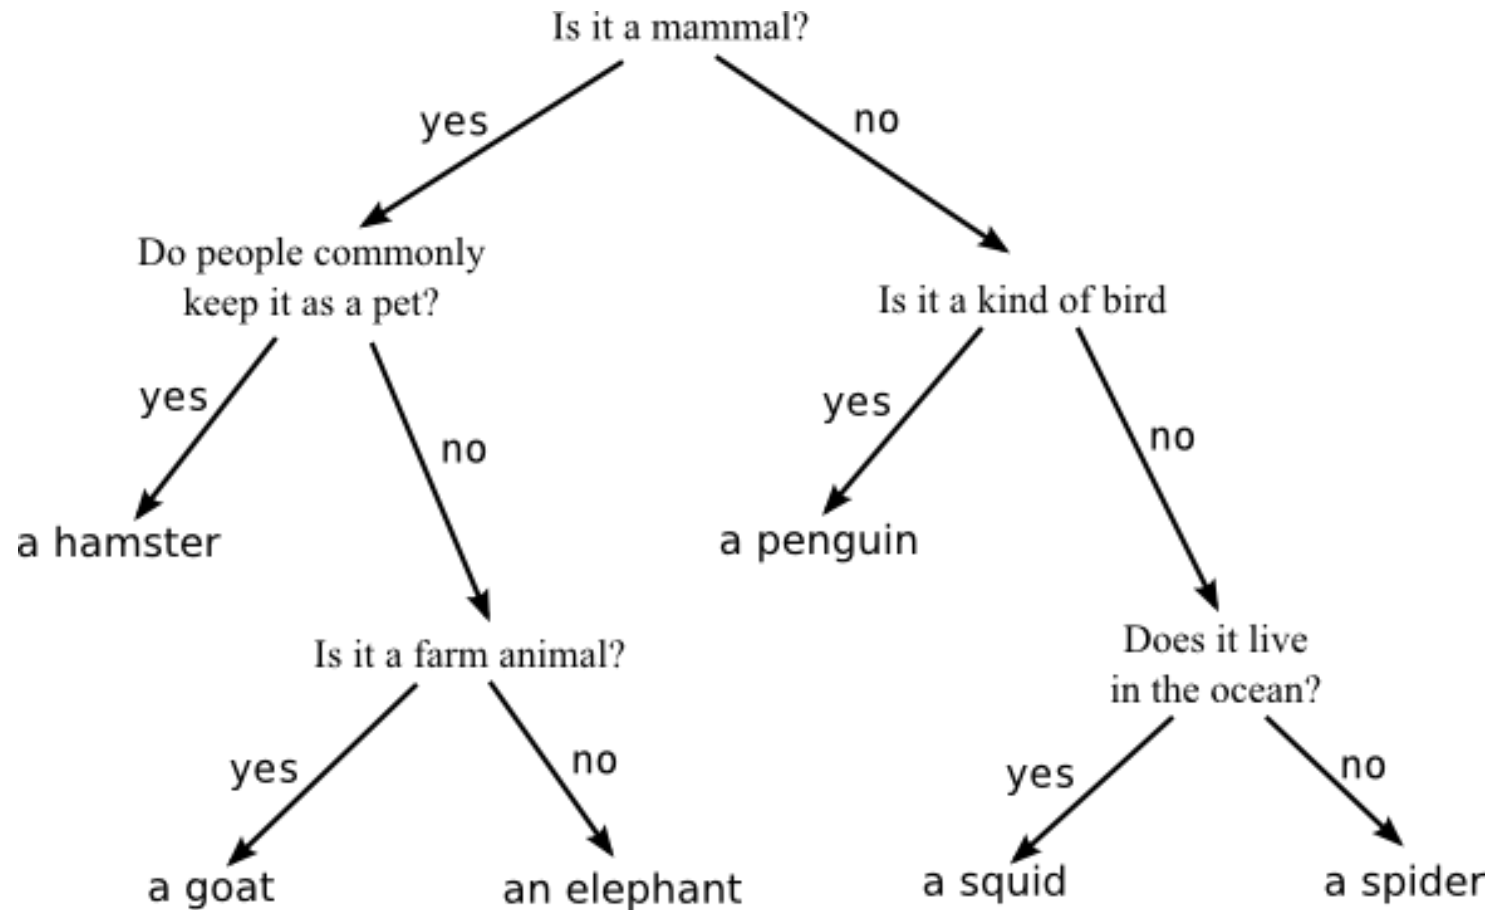 Is it a mammal?
yes
no
Do people commonly
keep it as a pet?
Is it a kind of bird
yes
no
yes
no
a hamster
a penguin
Is it a farm animal?
Does it live
in the ocean?
yes
no
yes
no
a goat
an elephant
a squid
a spider